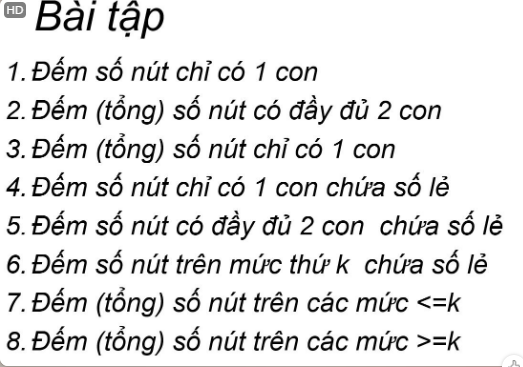 HD
Bài tập
1. Đếm số nút chỉ có 1 con
2. Đếm (tổng) số nút có đầy đủ 2 con
3. Đếm (tổng) số nút chỉ có 1 con
4. Đếm số nút chỉ có 1 con chứa số lẻ
5. Đếm số nút có đầy đủ 2 con chứa số lẻ
6. Đếm số nút trên mức thứ k chứa số lẻ
7. Đếm (tổng) số nút trên các mức <=k
8. Đếm (tổng) số nút trên các mức >=k